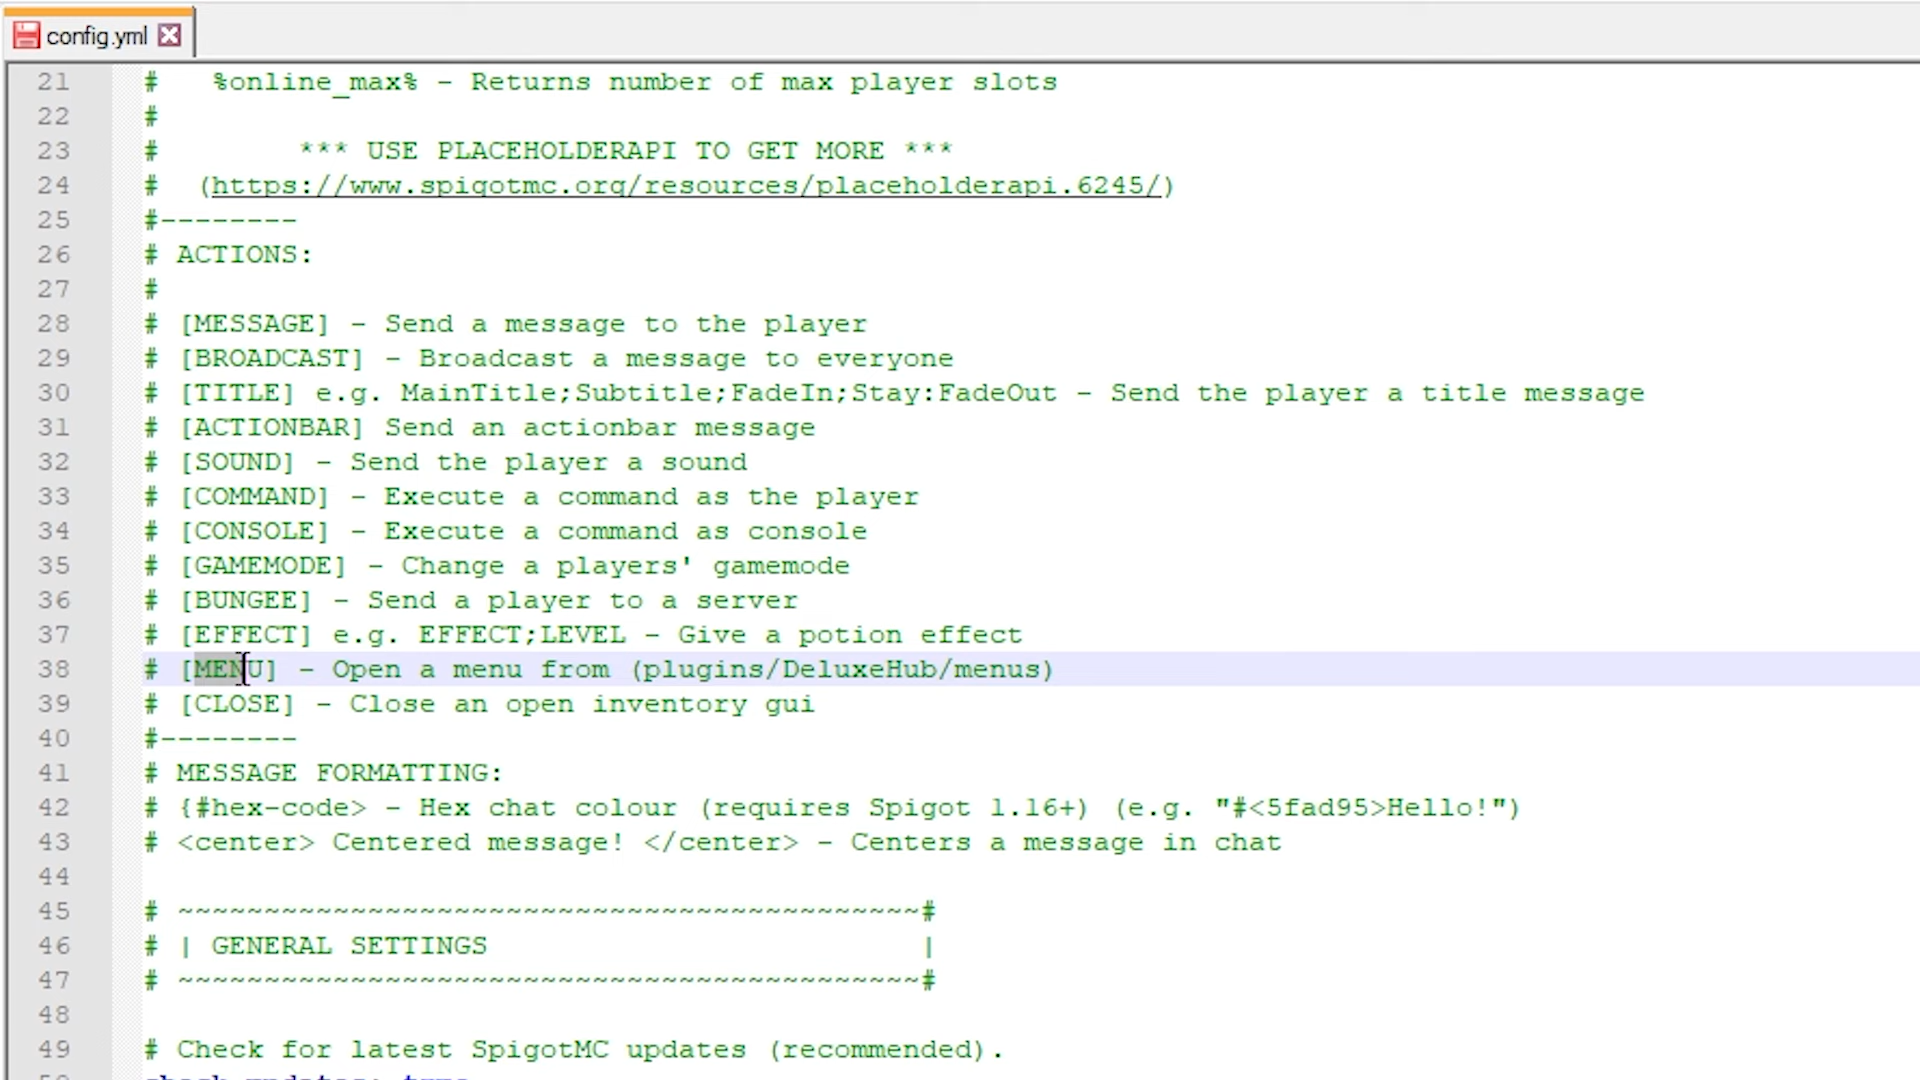 config.yml
21 #   %online_max% - Returns number of max player slots
22 #
23 #        *** USE PLACEHOLDERAPI TO GET MORE ***
24 #  (https://www.spigotmc.org/resources/placeholderapi.6245/)
25 #--------
26 # ACTIONS:
27 #
28 # [MESSAGE] - Send a message to the player
29 # [BROADCAST] - Broadcast a message to everyone
30 # [TITLE] e.g. MainTitle;Subtitle;FadeIn;Stay:FadeOut - Send the player a title message
31 # [ACTIONBAR] Send an actionbar message
32 # [SOUND] - Send the player a sound
33 # [COMMAND] - Execute a command as the player
34 # [CONSOLE] - Execute a command as console
35 # [GAMEMODE] - Change a players' gamemode
36 # [BUNGEE] - Send a player to a server
37 # [EFFECT] e.g. EFFECT;LEVEL - Give a potion effect
38 # [MENU] - Open a menu from (plugins/DeluxeHub/menus)
39 # [CLOSE] - Close an open inventory gui
40 #--------
41 # MESSAGE FORMATTING:
42 # {#hex-code> - Hex chat colour (requires Spigot 1.16+) (e.g. "#<5fad95>Hello!")
43 # <center> Centered message! </center> - Centers a message in chat
44
45 # ~~~~~~~~~~~~~~~~~~~~~~~~~~~~~~~~~~~~~~~~~~~#
46 # | GENERAL SETTINGS                         |
47 # ~~~~~~~~~~~~~~~~~~~~~~~~~~~~~~~~~~~~~~~~~~~#
48
49 # Check for latest SpigotMC updates (recommended).